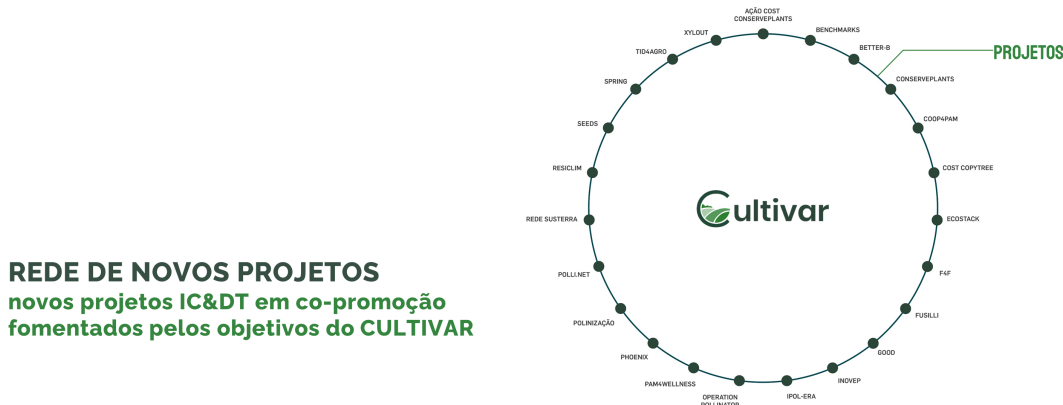 REDE DE NOVOS PROJETOS
novos projetos IC&DT em co-promoção
fomentados pelos objetivos do CULTIVAR
AÇÃO COST
CONSERVEPLANTS
BENCHMARKS
BETTER-B
PROJETOS
CONSERVEPLANTS
COOP4PAM
COST COPYTREE
ECOSTACK
F4F
FUSILLI
GOOD
INOVEP
IPOL-ERA
OPERATION
POLLINATOR
PAM4WELLNESS
PHOENIX
POLINIZAÇÃO
POLLI.NET
REDE SUSTERRA
RESICLIM
SEEDS
SPRING
TID4AGRO
XYLOUT
Cultivar